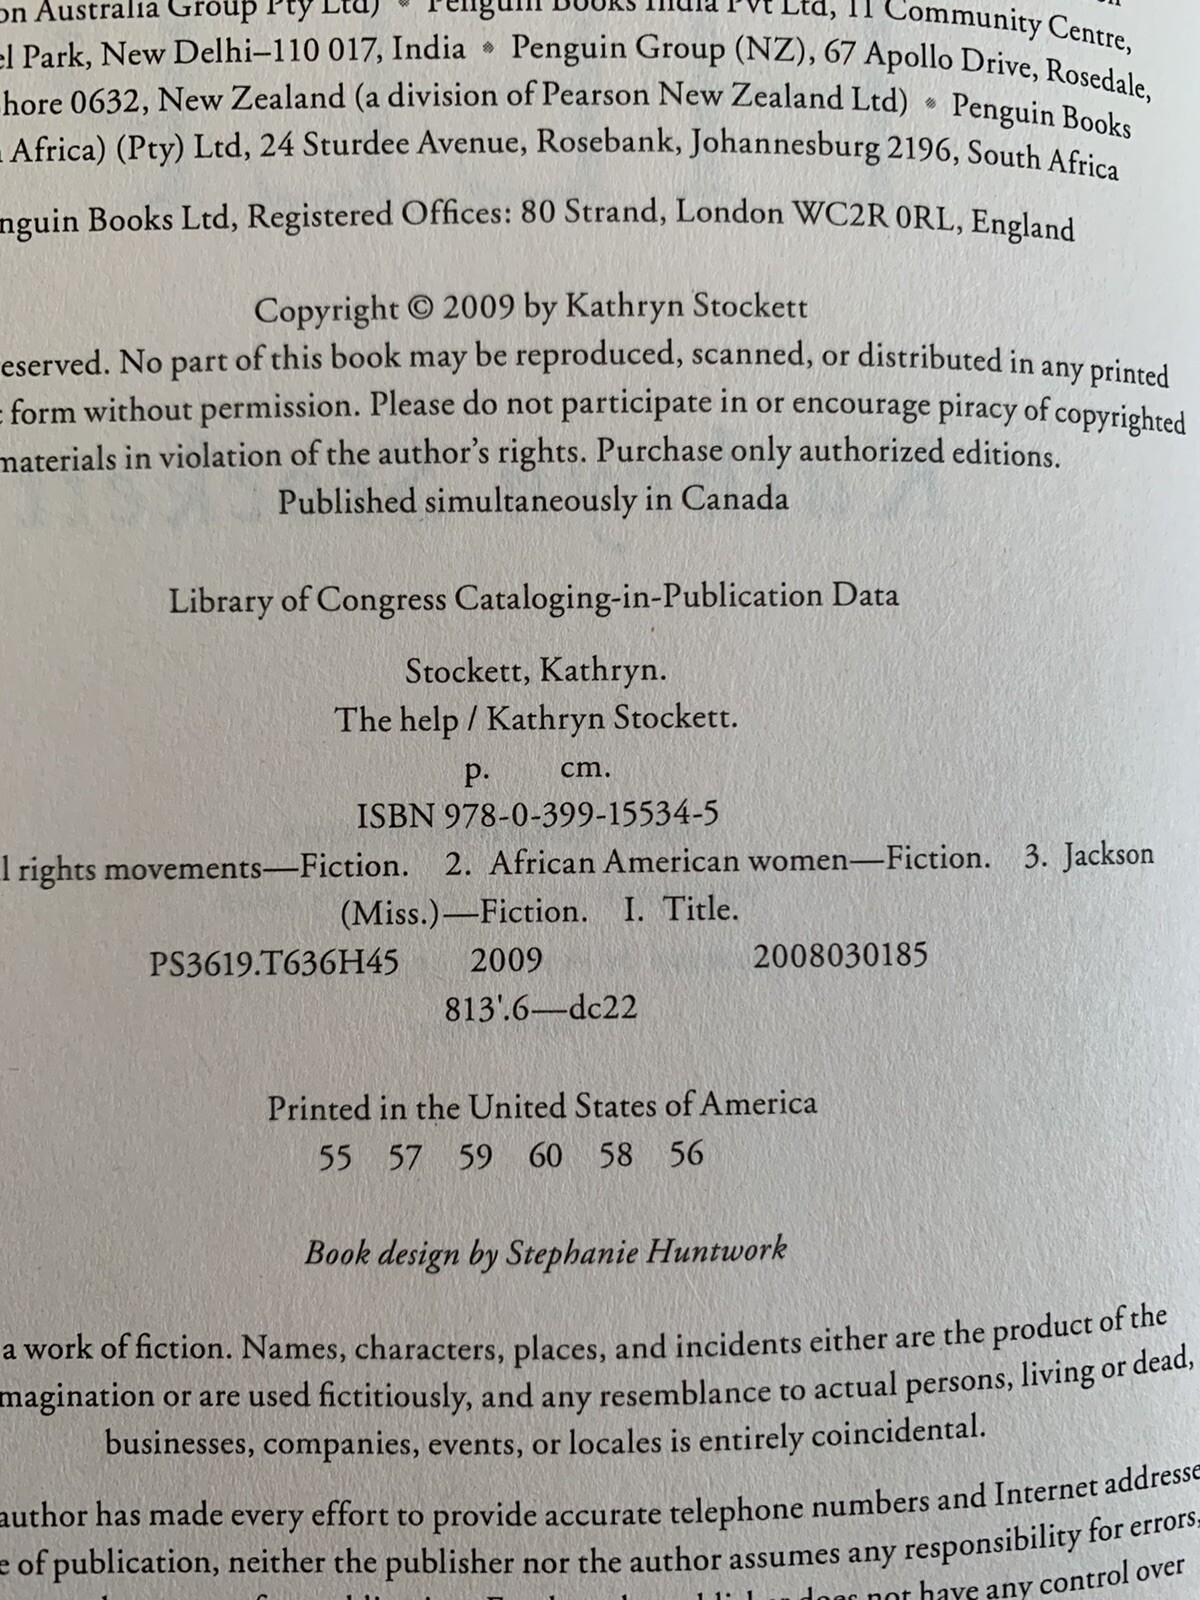 on Australia Group Pty Ltd) • Penguin Books India Pvt Ltd, 11 Community Centre,
el Park, New Delhi–110 017, India • Penguin Group (NZ), 67 Apollo Drive, Rosedale,
hore 0632, New Zealand (a division of Pearson New Zealand Ltd) • Penguin Books
Africa) (Pty) Ltd, 24 Sturdee Avenue, Rosebank, Johannesburg 2196, South Africa
nguin Books Ltd, Registered Offices: 80 Strand, London WC2R 0RL, England
Copyright © 2009 by Kathryn Stockett
eserved. No part of this book may be reproduced, scanned, or distributed in any printed
form without permission. Please do not participate in or encourage piracy of copyrighted
materials in violation of the author's rights. Purchase only authorized editions.
Published simultaneously in Canada
Library of Congress Cataloging-in-Publication Data
Stockett, Kathryn.
The help / Kathryn Stockett.
p. cm.
ISBN 978-0-399-15534-5
l rights movements—Fiction. 2. African American women—Fiction. 3. Jackson
(Miss.)—Fiction. I. Title.
PS3619.T636H45 2009 2008030185
813'.6—dc22
Printed in the United States of America
55 57 59 60 58 56
Book design by Stephanie Huntwork
a work of fiction. Names, characters, places, and incidents either are the product of the
magination or are used fictitiously, and any resemblance to actual persons, living or dead,
businesses, companies, events, or locales is entirely coincidental.
author has made every effort to provide accurate telephone numbers and Internet addresse
e of publication, neither the publisher nor the author assumes any responsibility for errors,
does not have any control over